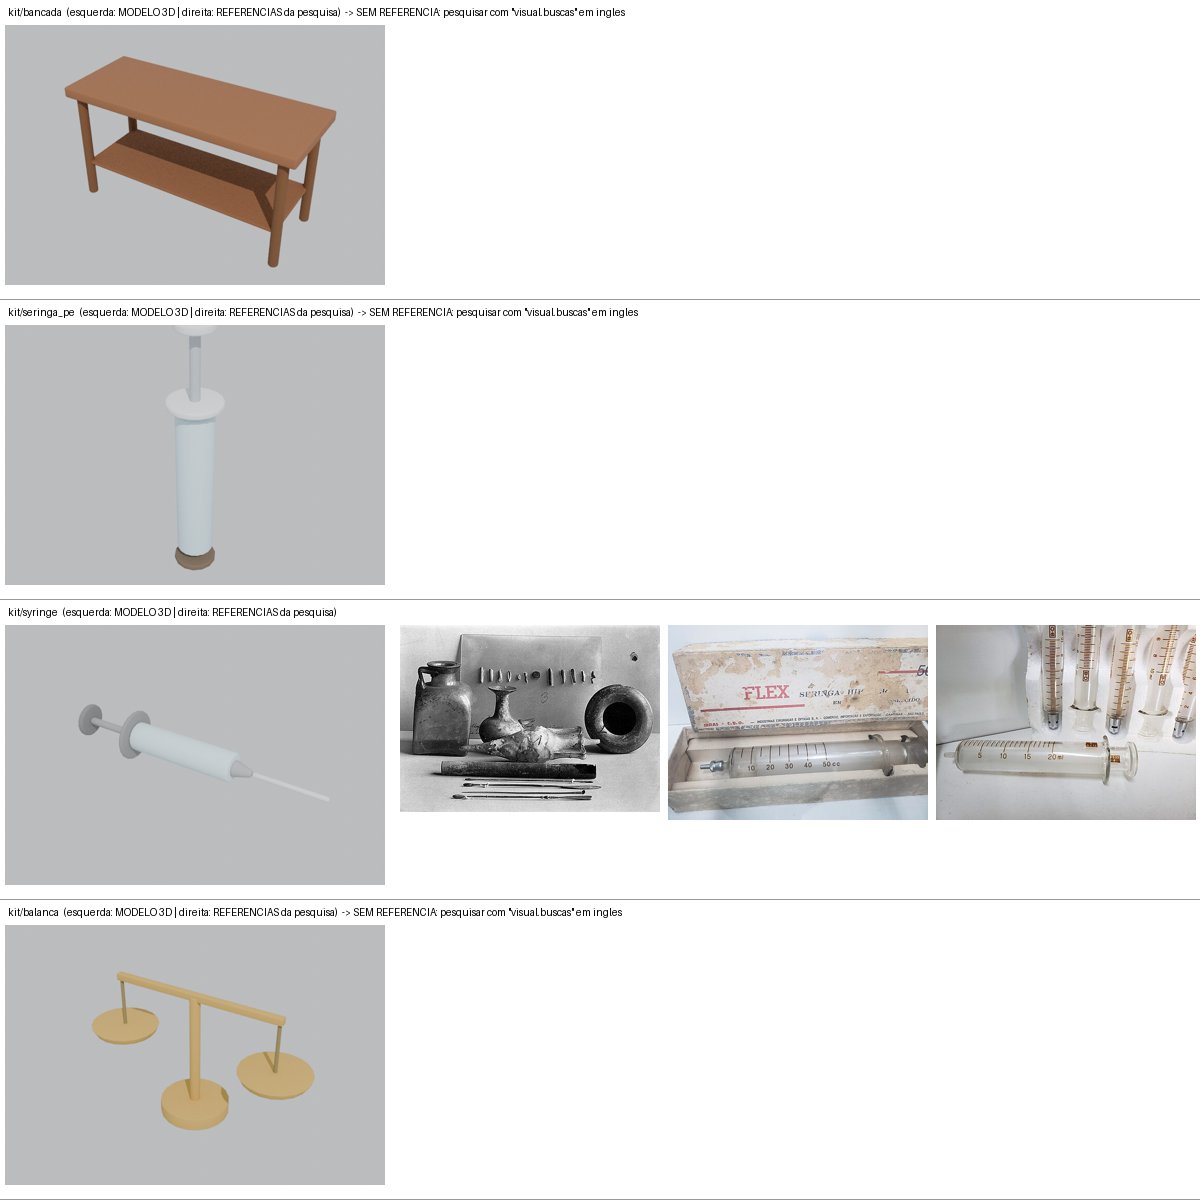 kit/bancada (esquerda: MODELO 3D | direita: REFERENCIAS da pesquisa) -> SEM REFERENCIA: pesquisar com "visual.buscas" em ingles
kit/seringa_pe (esquerda: MODELO 3D | direita: REFERENCIAS da pesquisa) -> SEM REFERENCIA: pesquisar com "visual.buscas" em ingles
kit/syringe (esquerda: MODELO 3D | direita: REFERENCIAS da pesquisa)
FLEX
10 20 30 40 50 cc
5 10 15 20 ml
kit/balanca (esquerda: MODELO 3D | direita: REFERENCIAS da pesquisa) -> SEM REFERENCIA: pesquisar com "visual.buscas" em ingles